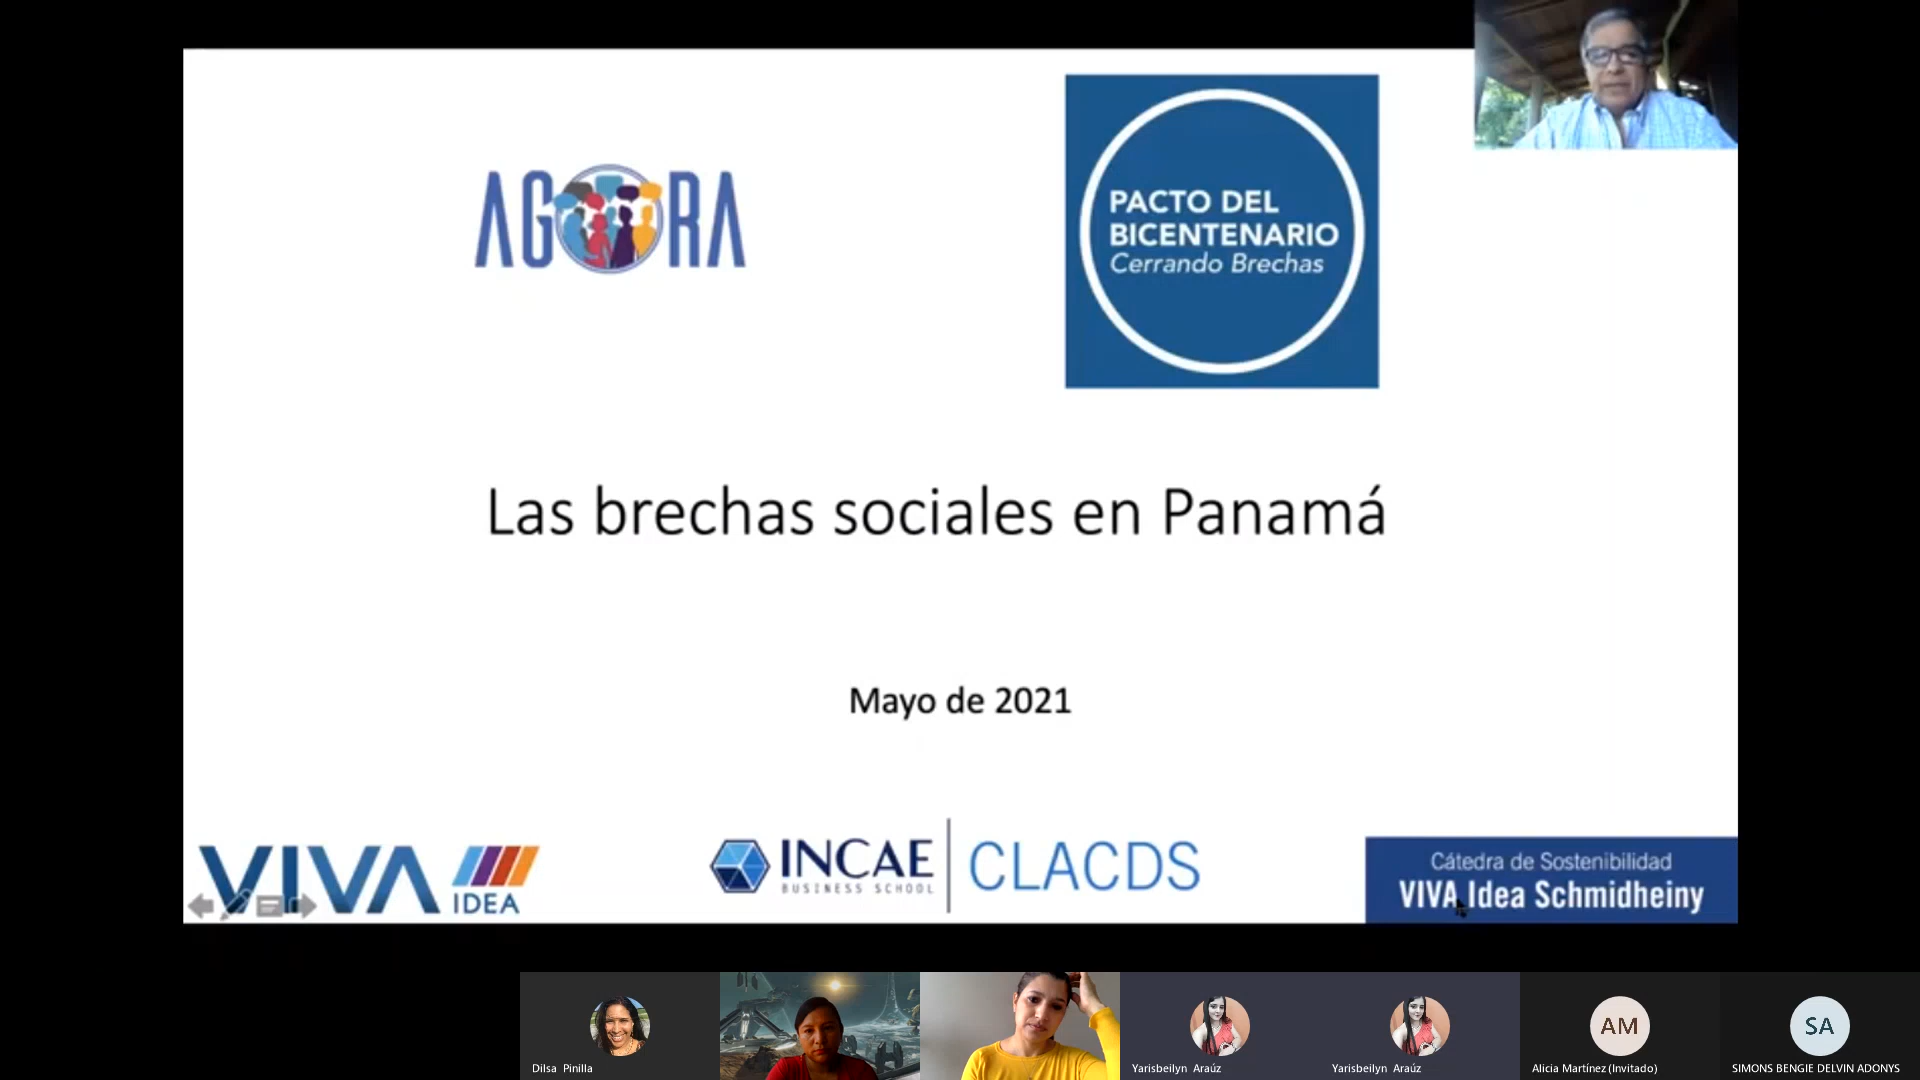 AGORA
PACTO DEL
BICENTENARIO
Cerrando Brechas
Las brechas sociales en Panamá
Mayo de 2021
VIVA
IDEA
INCAE
BUSINESS SCHOOL
CLACDS
Cátedra de Sostenibilidad
VIVA Idea Schmidheiny
Dilsa Pinilla
Yarisbeilyn Araúz
Yarisbeilyn Araúz
AM
Alicia Martínez (Invitado)
SA
SIMONS BENGIE DELVIN ADONYS